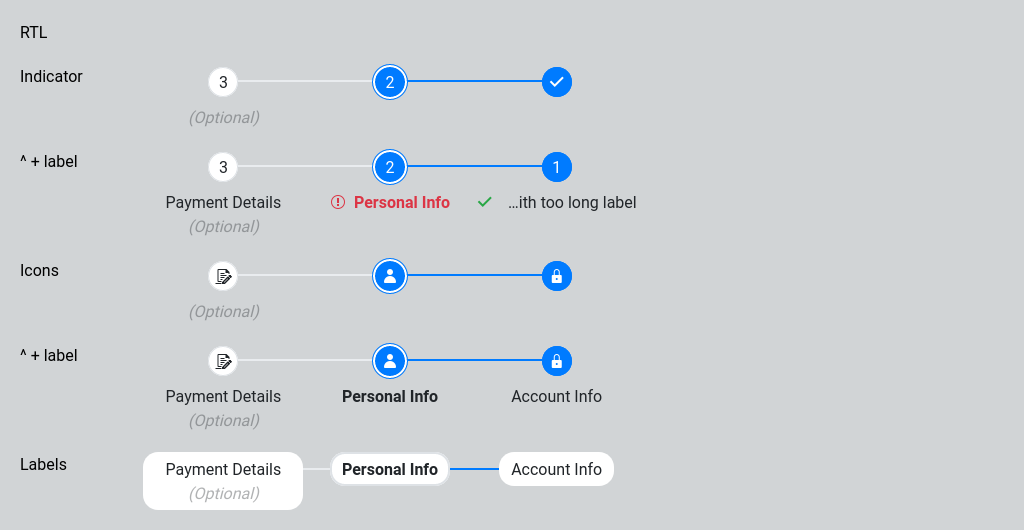 RTL
Indicator
3 2
(Optional)
^ + label
3 2 1
Payment Details Personal Info ...ith too long label
(Optional)
Icons
(Optional)
^ + label
Payment Details Personal Info Account Info
(Optional)
Labels
Payment Details Personal Info Account Info
(Optional)